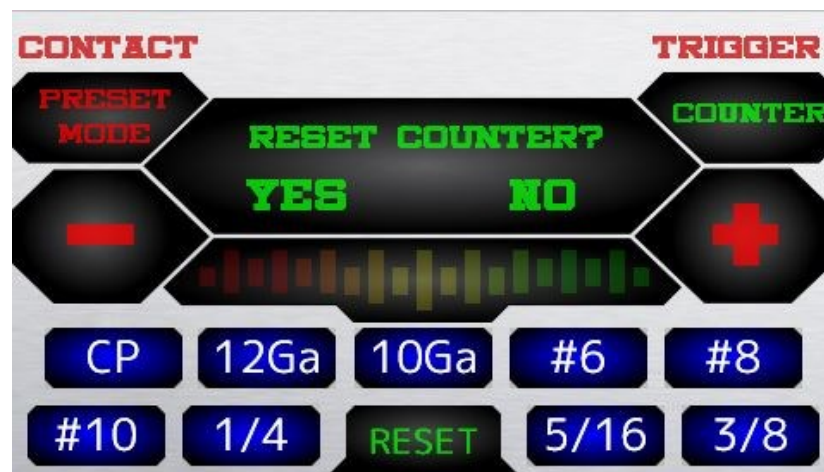 CONTACT TRIGGER
PRESET
MODE
COUNTER
RESET COUNTER?
YES NO
CP 12Ga 10Ga #6 #8
#10 1/4 RESET 5/16 3/8